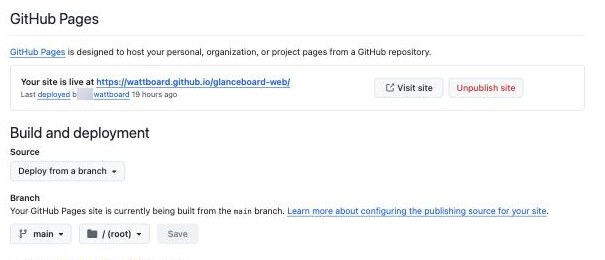 GitHub Pages
GitHub Pages is designed to host your personal, organization, or project pages from a GitHub repository.
Your site is live at https://wattboard.github.io/glanceboard-web/
Visit site
Unpublish site
Last deployed b wattboard 19 hours ago
Build and deployment
Source
Deploy from a branch
Branch
Your GitHub Pages site is currently being built from the main branch. Learn more about configuring the publishing source for your site.
main
/ (root)
Save